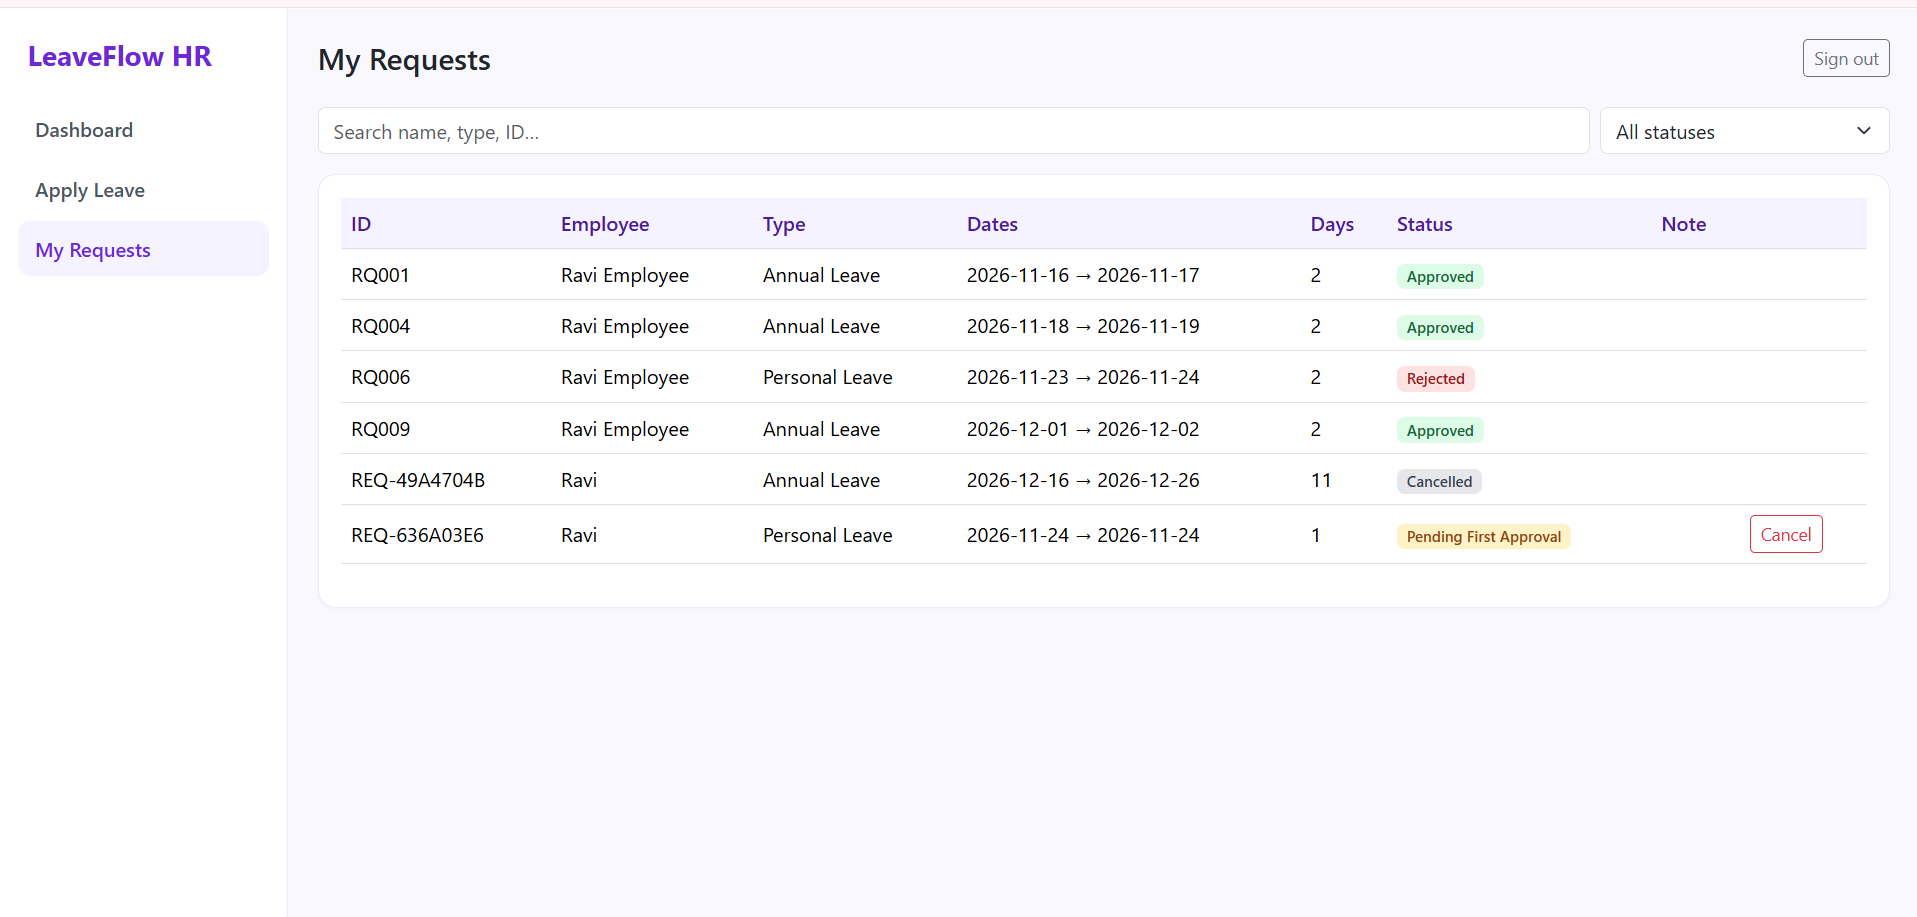 LeaveFlow HR
Dashboard
Apply Leave
My Requests
My Requests
Sign out
Search name, type, ID...
All statuses
ID Employee Type Dates Days Status Note
RQ001 Ravi Employee Annual Leave 2026-11-16 → 2026-11-17 2 Approved
RQ004 Ravi Employee Annual Leave 2026-11-18 → 2026-11-19 2 Approved
RQ006 Ravi Employee Personal Leave 2026-11-23 → 2026-11-24 2 Rejected
RQ009 Ravi Employee Annual Leave 2026-12-01 → 2026-12-02 2 Approved
REQ-49A4704B Ravi Annual Leave 2026-12-16 → 2026-12-26 11 Cancelled
REQ-636A03E6 Ravi Personal Leave 2026-11-24 → 2026-11-24 1 Pending First Approval Cancel